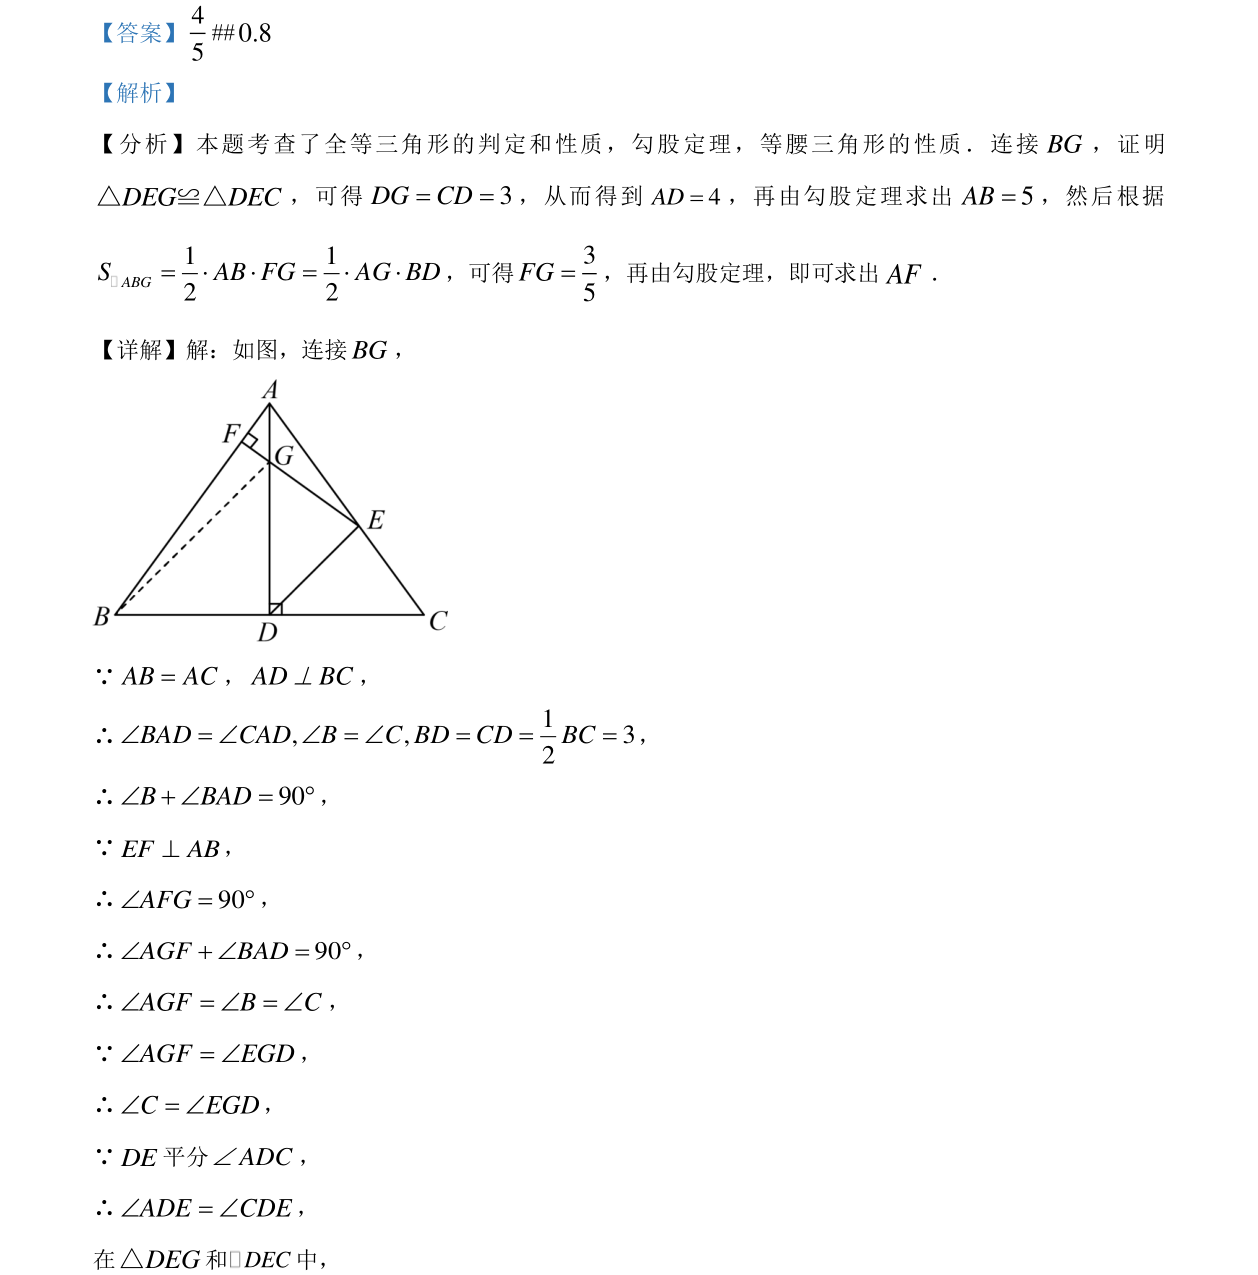 【答案】4/5##0.8
【解析】
【分析】本题考查了全等三角形的判定和性质，勾股定理，等腰三角形的性质．连接 BG ，证明
△DEG≌△DEC ，可得 DG = CD = 3 ，从而得到 AD = 4 ，再由勾股定理求出 AB = 5 ，然后根据
S□ABG = 1/2 · AB · FG = 1/2 · AG · BD，可得 FG = 3/5，再由勾股定理，即可求出 AF ．
【详解】解：如图，连接 BG ，
A
F
G
E
B
D
C
∵ AB = AC ， AD ⊥ BC ，
∴ ∠BAD = ∠CAD, ∠B = ∠C, BD = CD = 1/2 BC = 3，
∴ ∠B + ∠BAD = 90° ，
∵ EF ⊥ AB，
∴ ∠AFG = 90° ，
∴ ∠AGF + ∠BAD = 90°，
∴ ∠AGF = ∠B = ∠C ，
∵ ∠AGF = ∠EGD ，
∴ ∠C = ∠EGD，
∵ DE 平分∠ADC ，
∴ ∠ADE = ∠CDE ，
在 △DEG 和□DEC 中，